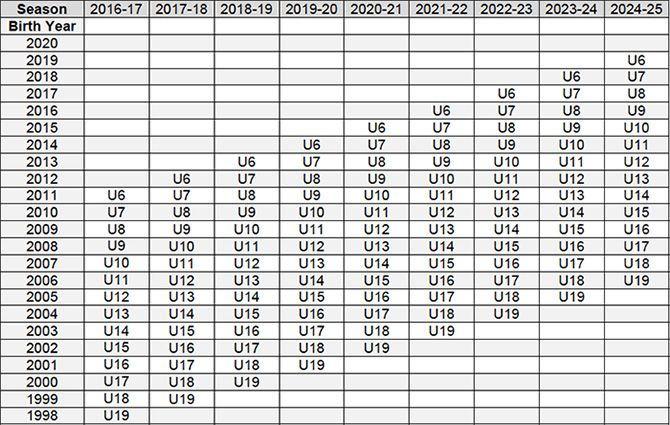 Season 2016-17 2017-18 2018-19 2019-20 2020-21 2021-22 2022-23 2023-24 2024-25
Birth Year
2020
2019 U6
2018 U6 U7
2017 U6 U7 U8
2016 U6 U7 U8 U9
2015 U6 U7 U8 U9 U10
2014 U6 U7 U8 U9 U10 U11
2013 U6 U7 U8 U9 U10 U11 U12
2012 U6 U7 U8 U9 U10 U11 U12 U13
2011 U6 U7 U8 U9 U10 U11 U12 U13 U14
2010 U7 U8 U9 U10 U11 U12 U13 U14 U15
2009 U8 U9 U10 U11 U12 U13 U14 U15 U16
2008 U9 U10 U11 U12 U13 U14 U15 U16 U17
2007 U10 U11 U12 U13 U14 U15 U16 U17 U18
2006 U11 U12 U13 U14 U15 U16 U17 U18 U19
2005 U12 U13 U14 U15 U16 U17 U18 U19
2004 U13 U14 U15 U16 U17 U18 U19
2003 U14 U15 U16 U17 U18 U19
2002 U15 U16 U17 U18 U19
2001 U16 U17 U18 U19
2000 U17 U18 U19
1999 U18 U19
1998 U19